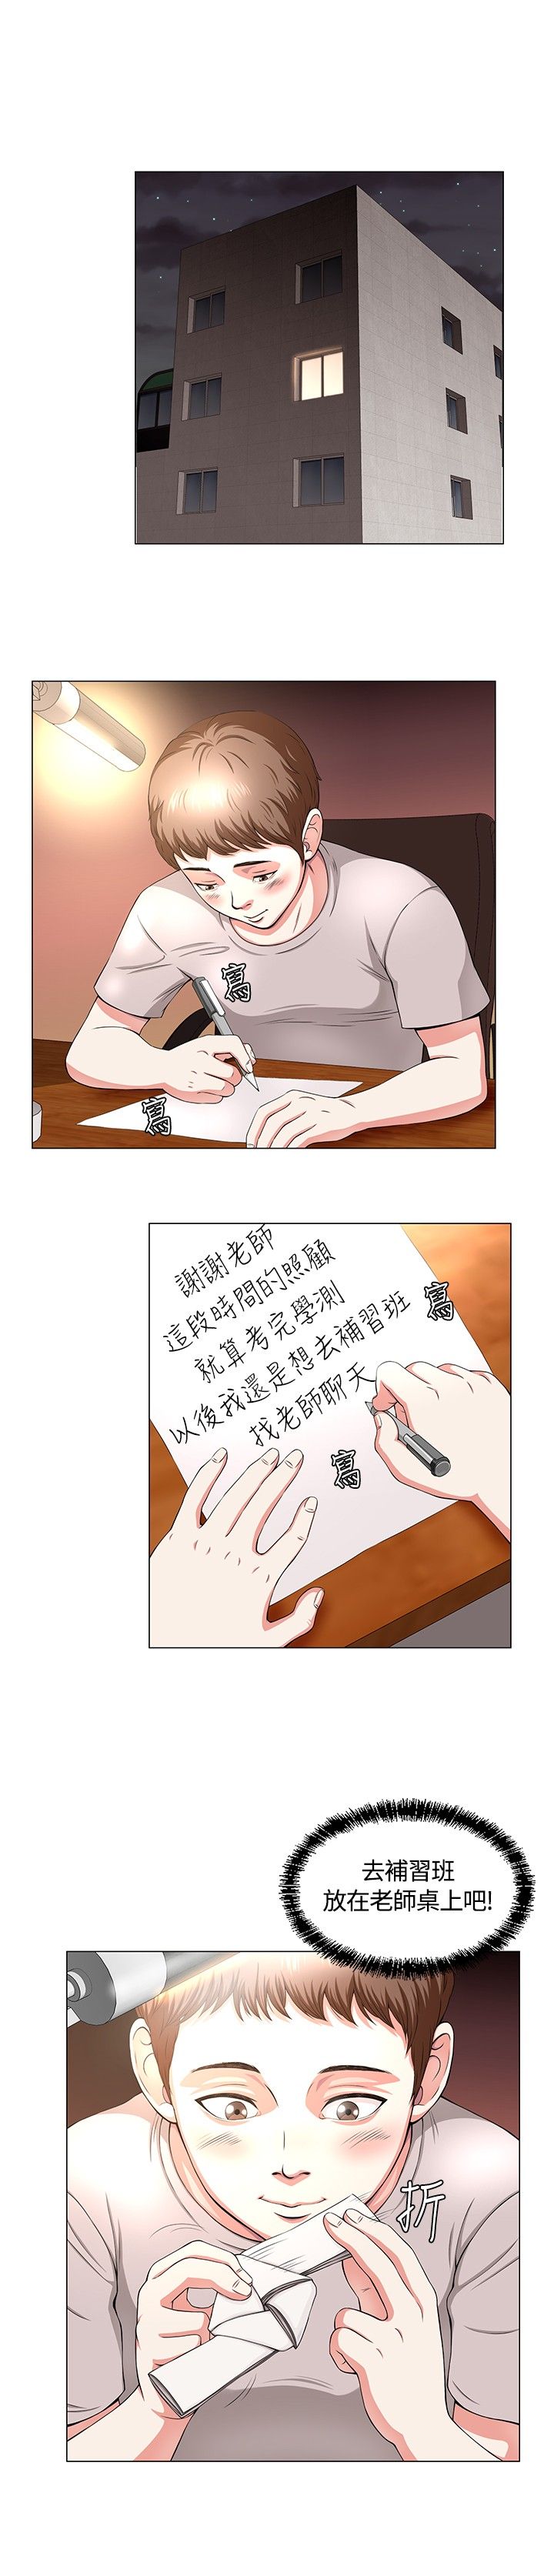 寫
寫
謝謝老師
這段時間的照顧
就算考完學測
以後我還是想去補習班
找老師聊天
寫
寫
去補習班
放在老師桌上吧!
折